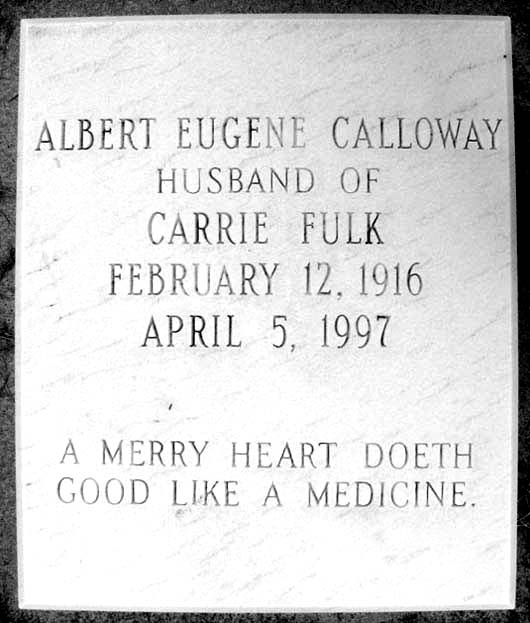 ALBERT EUGENE CALLOWAY
HUSBAND OF
CARRIE FULK
FEBRUARY 12, 1916
APRIL 5, 1997
A MERRY HEART DOETH
GOOD LIKE A MEDICINE.